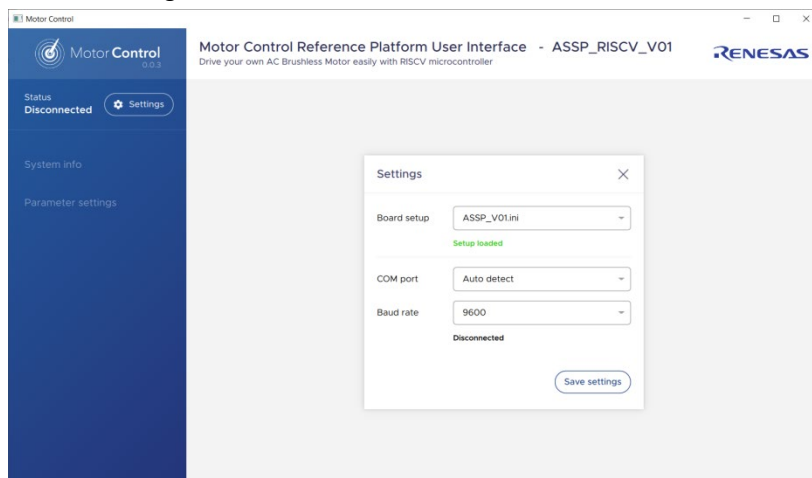 Motor Control
Motor Control
0.0.3
Motor Control Reference Platform User Interface - ASSP_RISCV_V01
Drive your own AC Brushless Motor easily with RISCV microcontroller
RENESAS
Status
Disconnected
Settings
System info
Parameter settings
Settings
Board setup
ASSP_V01.ini
Setup loaded
COM port
Auto detect
Baud rate
9600
Disconnected
Save settings